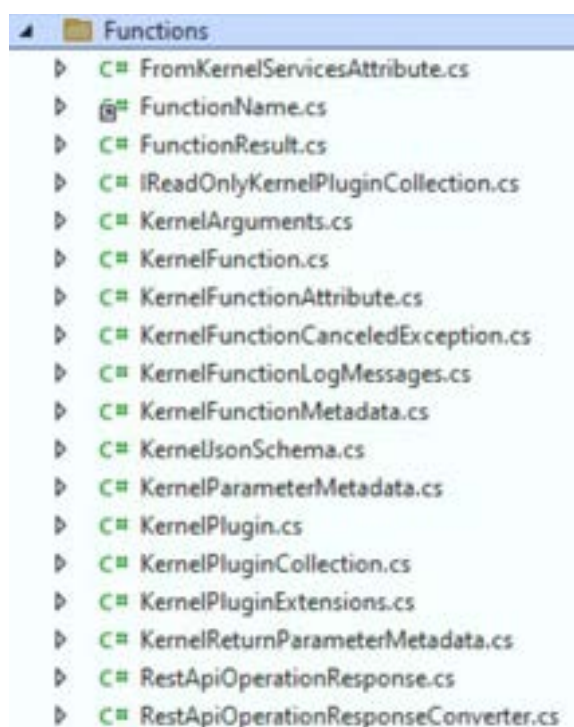 Functions
C# FromKernelServicesAttribute.cs
C# FunctionName.cs
C# FunctionResult.cs
C# IReadOnlyKernelPluginCollection.cs
C# KernelArguments.cs
C# KernelFunction.cs
C# KernelFunctionAttribute.cs
C# KernelFunctionCanceledException.cs
C# KernelFunctionLogMessages.cs
C# KernelFunctionMetadata.cs
C# KernelJsonSchema.cs
C# KernelParameterMetadata.cs
C# KernelPlugin.cs
C# KernelPluginCollection.cs
C# KernelPluginExtensions.cs
C# KernelReturnParameterMetadata.cs
C# RestApiOperationResponse.cs
C# RestApiOperationResponseConverter.cs